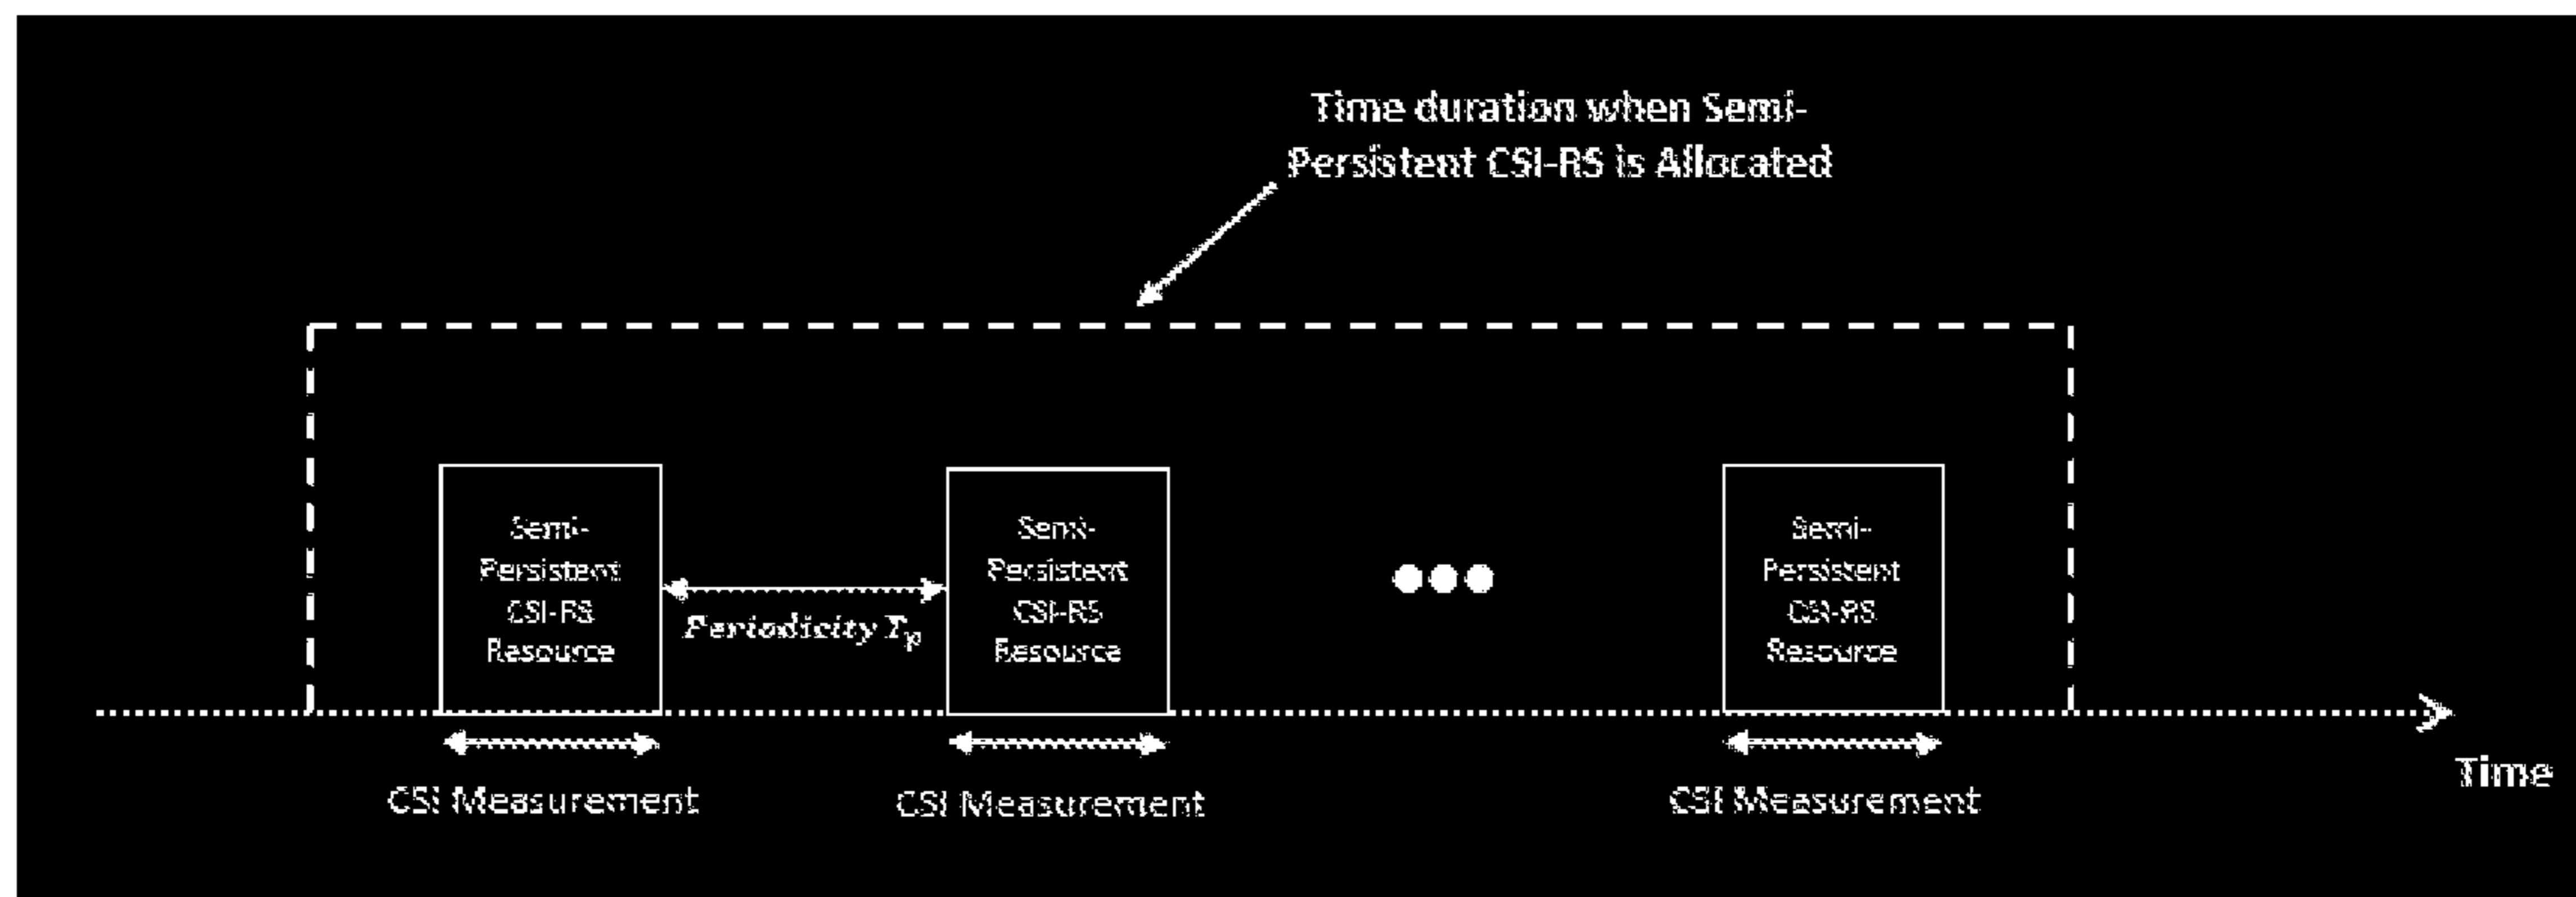 Time duration when Semi-
Persistent CSI-RS is Allocated
Semi-
Persistent
CSI-RS
Resource
Periodicity Tp
Semi-
Persistent
CSI-RS
Resource
Semi-
Persistent
CSI-RS
Resource
CSI Measurement
CSI Measurement
CSI Measurement
Time